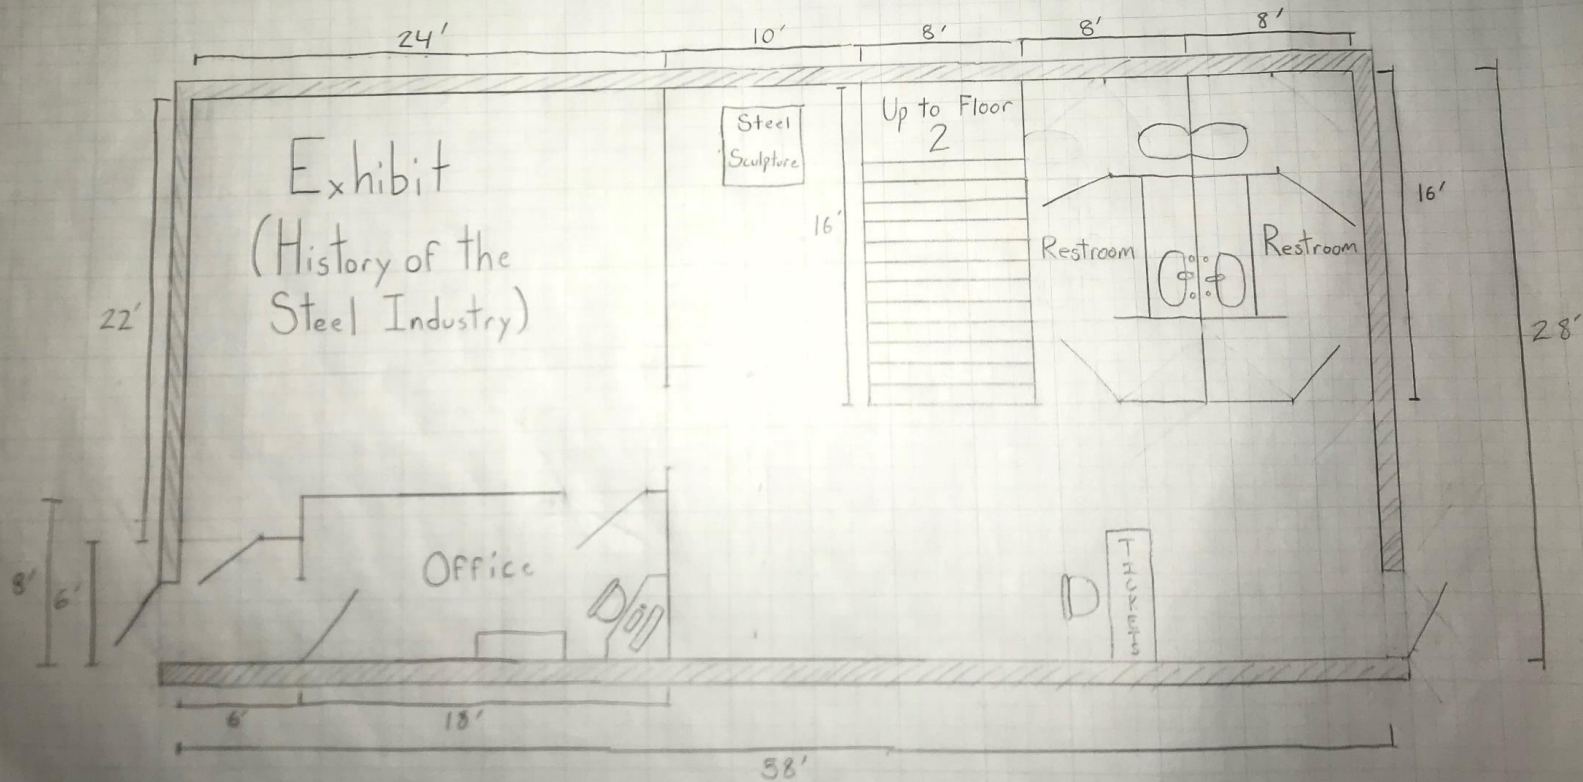 24'
10'
8'
8'
8'
Up to Floor
2
Steel
Sculpture
Exhibit
(History of the
Steel Industry)
22'
16'
Restroom
Restroom
16'
28'
Office
TICKETS
8'
6'
6'
18'
58'